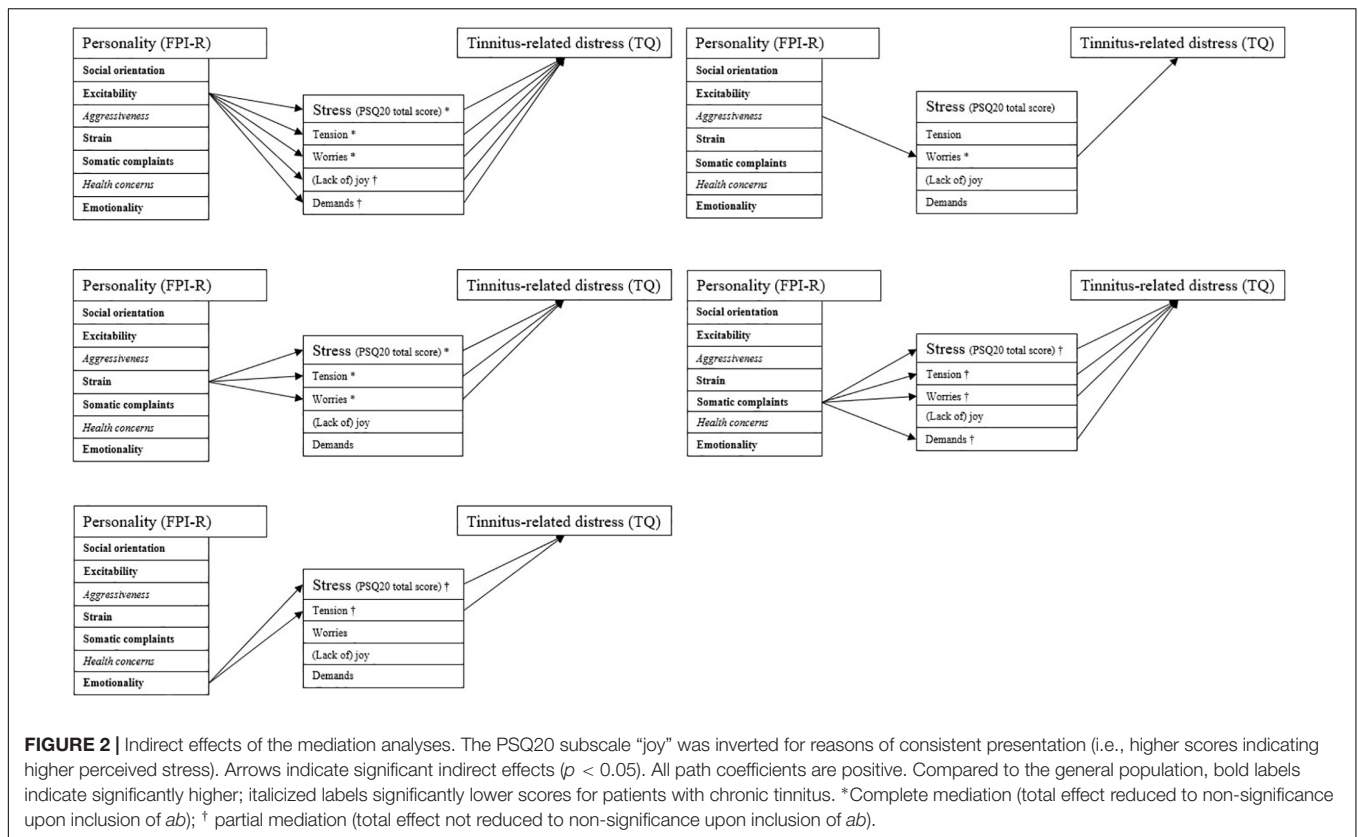 Personality (FPI-R)
Social orientation
Excitability
Aggressiveness
Strain
Somatic complaints
Health concerns
Emotionality
Stress (PSQ20 total score) *
Tension *
Worries *
(Lack of) joy †
Demands †
Tinnitus-related distress (TQ)
Personality (FPI-R)
Social orientation
Excitability
Aggressiveness
Strain
Somatic complaints
Health concerns
Emotionality
Stress (PSQ20 total score)
Tension
Worries *
(Lack of) joy
Demands
Tinnitus-related distress (TQ)
Personality (FPI-R)
Social orientation
Excitability
Aggressiveness
Strain
Somatic complaints
Health concerns
Emotionality
Stress (PSQ20 total score) *
Tension *
Worries *
(Lack of) joy
Demands
Tinnitus-related distress (TQ)
Personality (FPI-R)
Social orientation
Excitability
Aggressiveness
Strain
Somatic complaints
Health concerns
Emotionality
Stress (PSQ20 total score) †
Tension †
Worries †
(Lack of) joy
Demands †
Tinnitus-related distress (TQ)
Personality (FPI-R)
Social orientation
Excitability
Aggressiveness
Strain
Somatic complaints
Health concerns
Emotionality
Stress (PSQ20 total score) †
Tension †
Worries
(Lack of) joy
Demands
Tinnitus-related distress (TQ)
FIGURE 2 | Indirect effects of the mediation analyses. The PSQ20 subscale “joy” was inverted for reasons of consistent presentation (i.e., higher scores indicating
higher perceived stress). Arrows indicate significant indirect effects (p < 0.05). All path coefficients are positive. Compared to the general population, bold labels
indicate significantly higher; italicized labels significantly lower scores for patients with chronic tinnitus. *Complete mediation (total effect reduced to non-significance
upon inclusion of ab); † partial mediation (total effect not reduced to non-significance upon inclusion of ab).